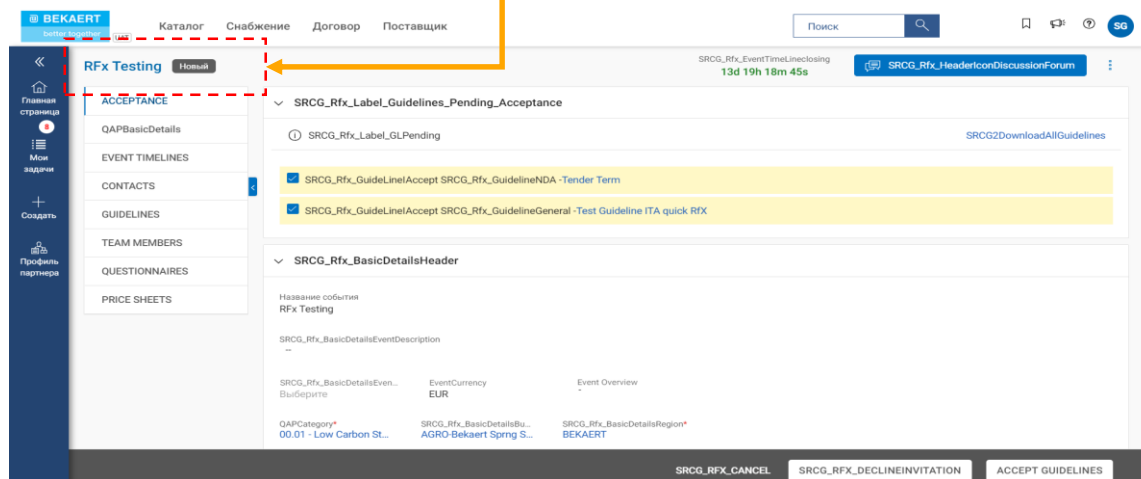 BEKAERT
better together
UAT
Каталог Снабжение Договор Поставщик
Поиск
SG
RFx Testing Новый
SRCG_Rfx_EventTimeLineclosing
13d 19h 18m 45s
SRCG_Rfx_HeaderIconDiscussionForum
Главная страница
8
Мои задачи
Создать
Профиль партнера
ACCEPTANCE
QAPBasicDetails
EVENT TIMELINES
CONTACTS
GUIDELINES
TEAM MEMBERS
QUESTIONNAIRES
PRICE SHEETS
SRCG_Rfx_Label_Guidelines_Pending_Acceptance
SRCG_Rfx_Label_GLPending SRCG2DownloadAllGuidelines
SRCG_Rfx_GuideLineIAccept SRCG_Rfx_GuidelineNDA -Tender Term
SRCG_Rfx_GuideLineIAccept SRCG_Rfx_GuidelineGeneral -Test Guideline ITA quick RfX
SRCG_Rfx_BasicDetailsHeader
Название события
RFx Testing
SRCG_Rfx_BasicDetailsEventDescription
--
SRCG_Rfx_BasicDetailsEven... EventCurrency Event Overview
Выберите EUR -
QAPCategory* SRCG_Rfx_BasicDetailsBu... SRCG_Rfx_BasicDetailsRegion*
00.01 - Low Carbon St... AGRO-Bekaert Sprng S... BEKAERT
SRCG_RFX_CANCEL SRCG_RFX_DECLINEINVITATION ACCEPT GUIDELINES